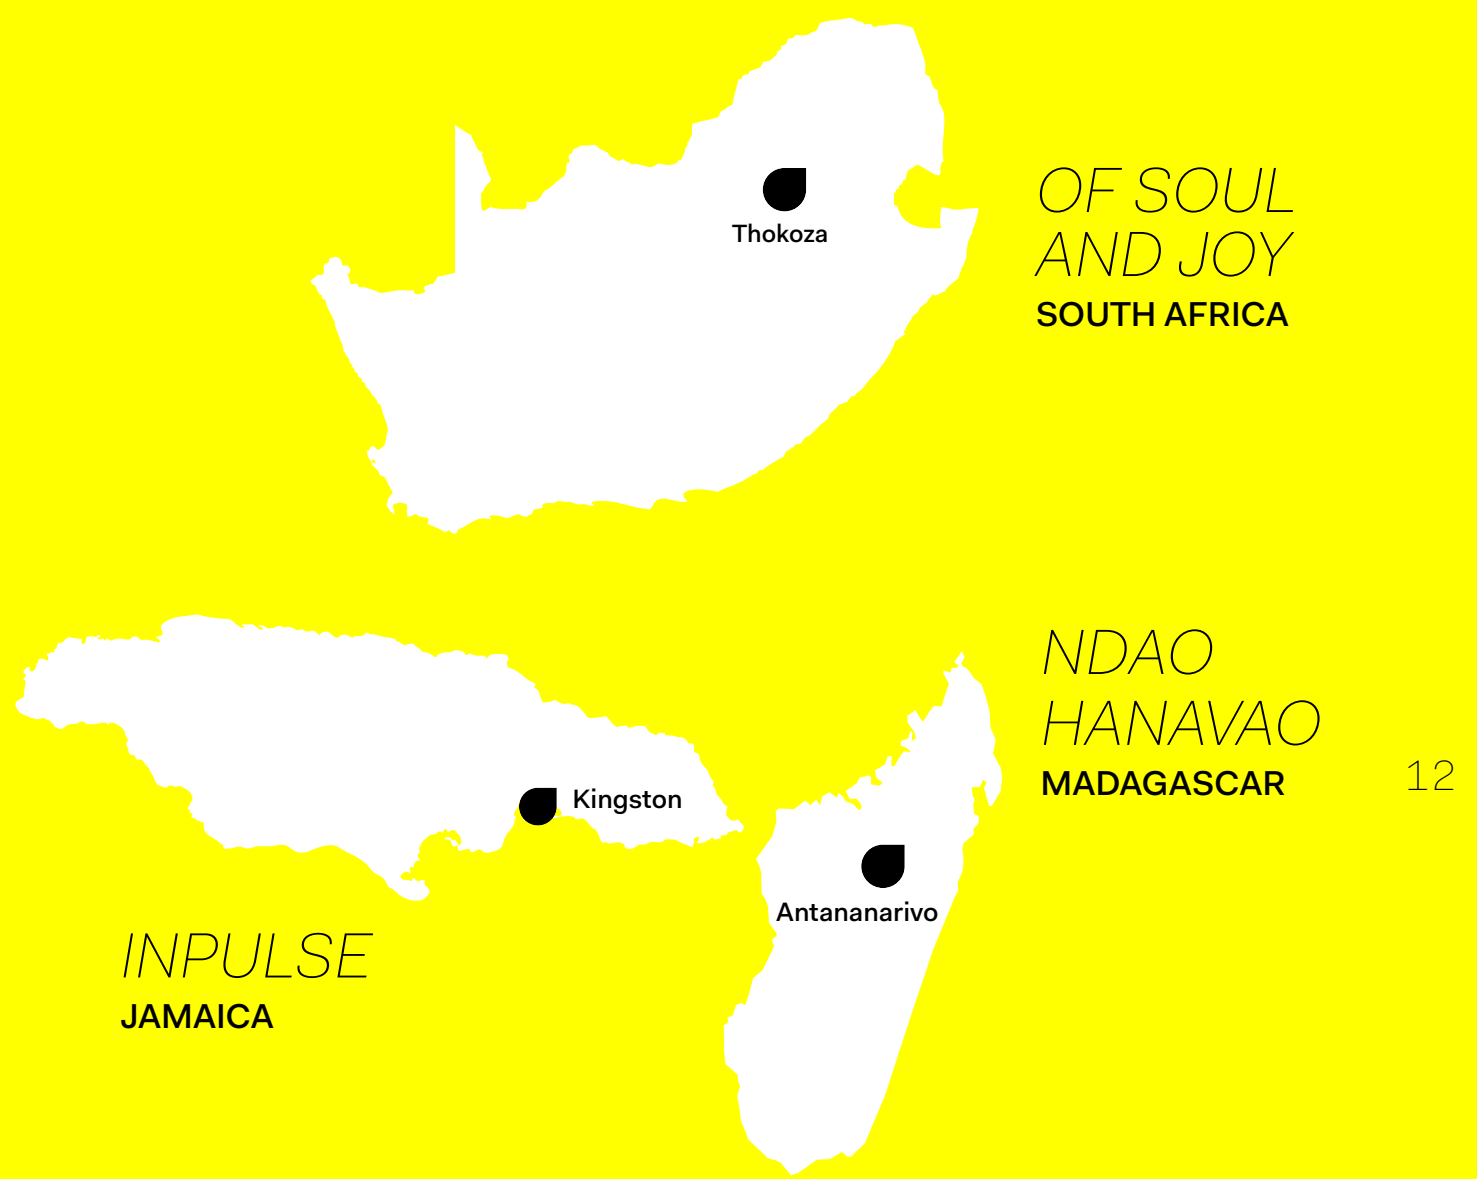 Thokoza
OF SOUL
AND JOY
SOUTH AFRICA
NDAO
HANAVAO
MADAGASCAR
12
Kingston
Antananarivo
INPULSE
JAMAICA